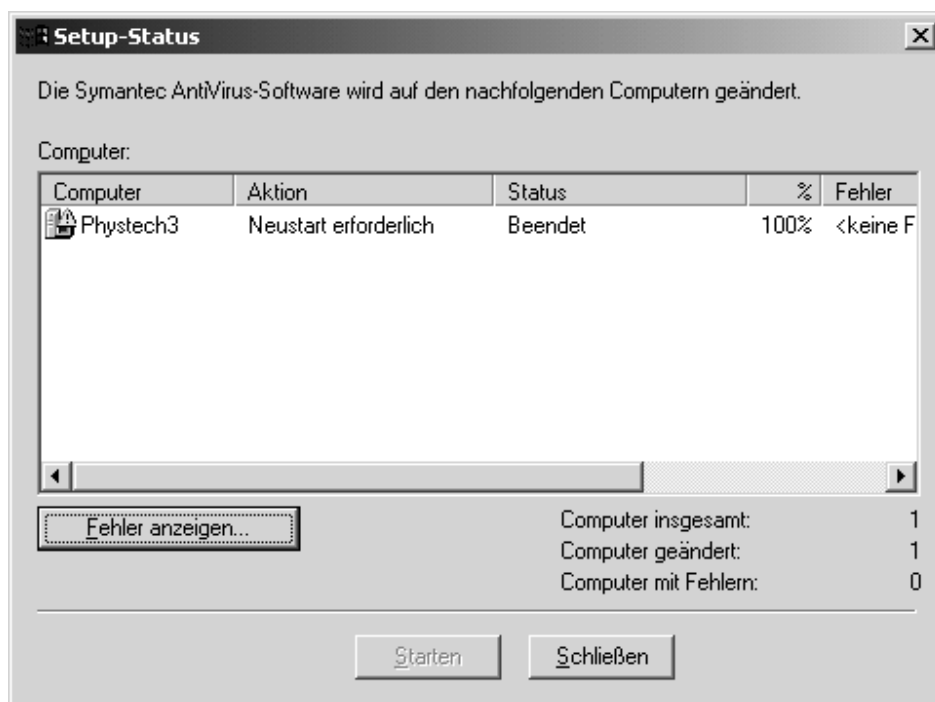 Setup-Status
Die Symantec AntiVirus-Software wird auf den nachfolgenden Computern geändert.
Computer:
Computer Aktion Status % Fehler
Phystech3 Neustart erforderlich Beendet 100% <keine F
Fehler anzeigen...
Computer insgesamt: 1
Computer geändert: 1
Computer mit Fehlern: 0
Starten Schließen